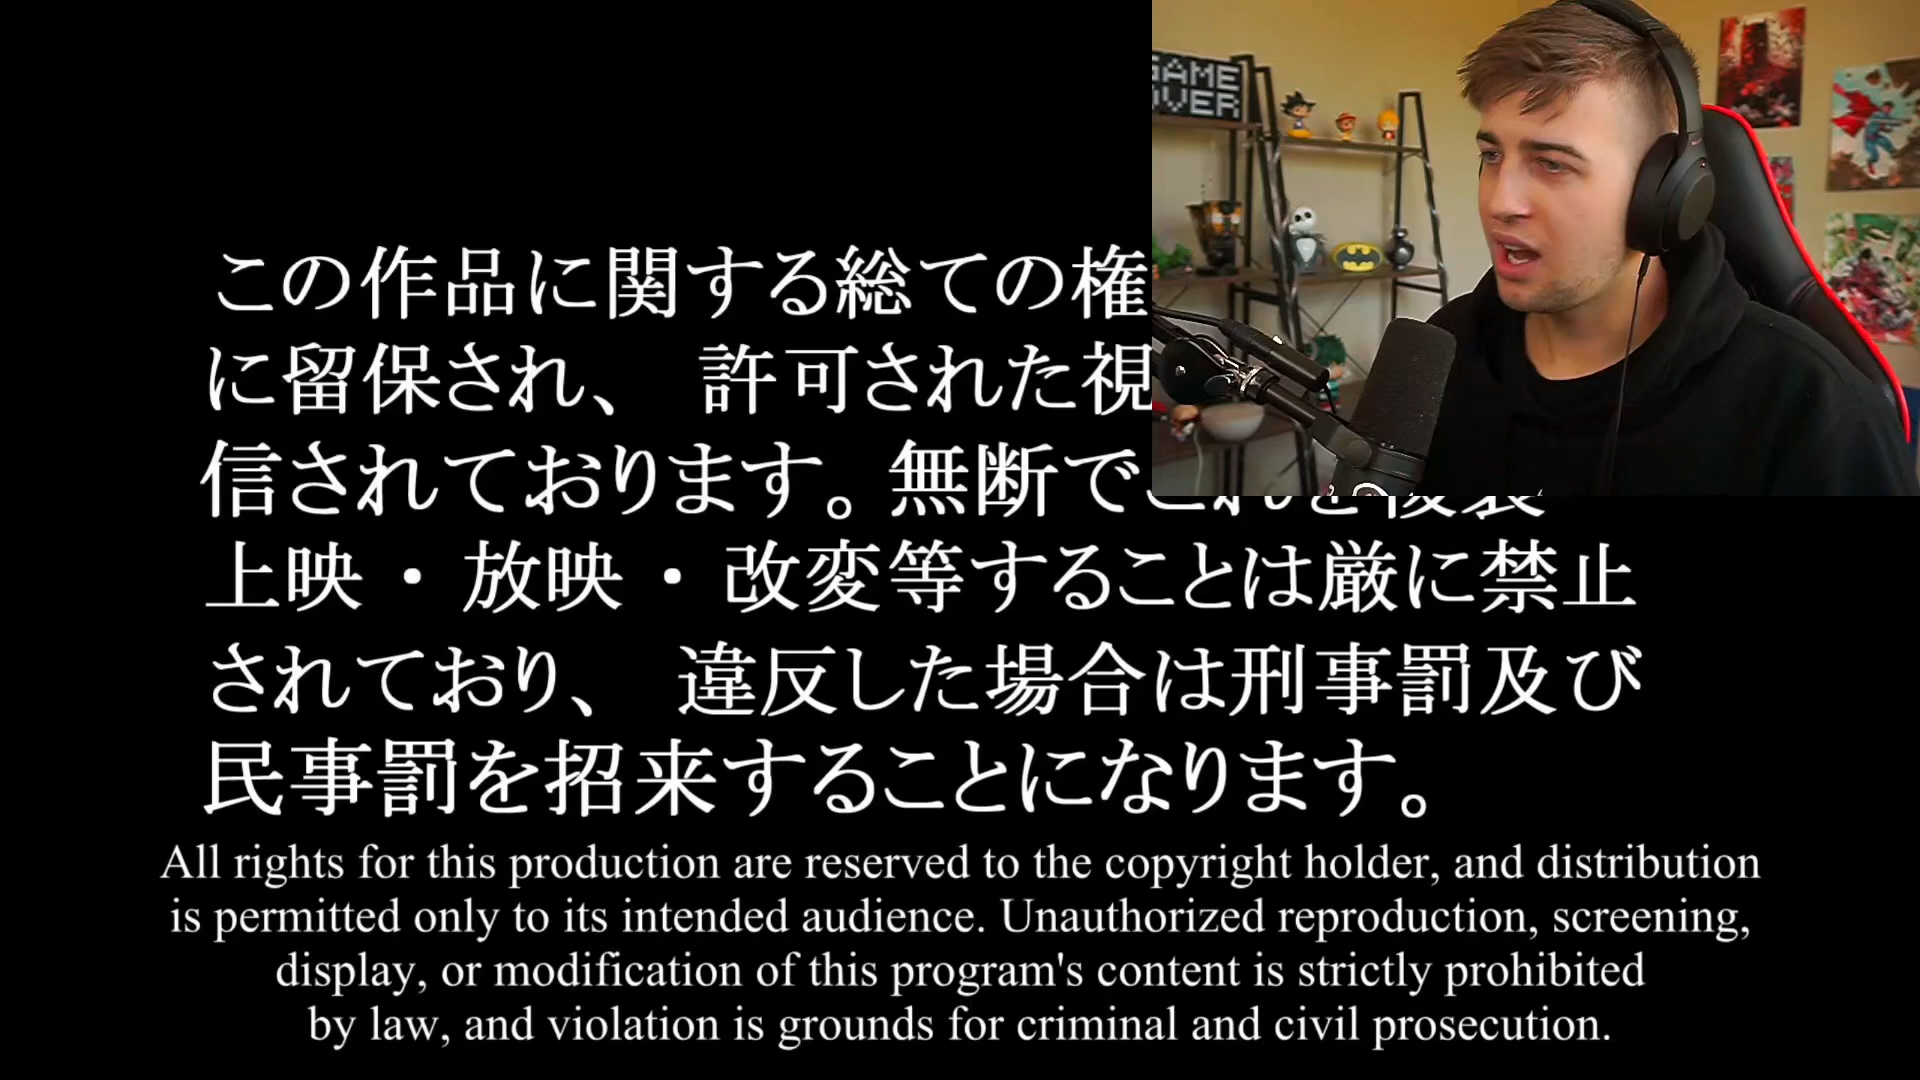 GAME
OVER
この作品に関する総ての権
に留保され、 許可された視
信されております。無断でこれを複製
上映・放映・改変等することは厳に禁止
されており、 違反した場合は刑事罰及び
民事罰を招来することになります。
All rights for this production are reserved to the copyright holder, and distribution
is permitted only to its intended audience. Unauthorized reproduction, screening,
display, or modification of this program's content is strictly prohibited
by law, and violation is grounds for criminal and civil prosecution.